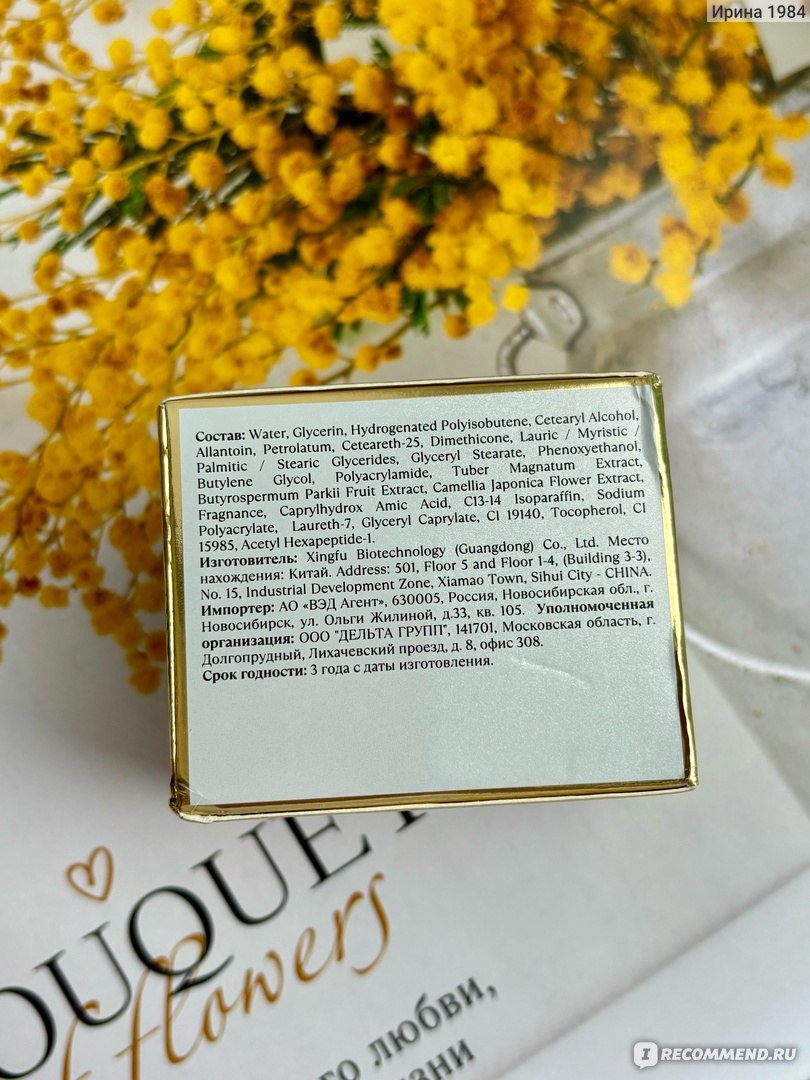 Ирина 1984
Состав: Water, Glycerin, Hydrogenated Polyisobutene, Cetearyl Alcohol,
Allantoin, Petrolatum, Ceteareth-25, Dimethicone, Lauric / Myristic /
Palmitic / Stearic Glycerides, Glyceryl Stearate, Phenoxyethanol,
Butylene Glycol, Polyacrylamide, Tuber Magnatum Extract,
Butyrospermum Parkii Fruit Extract, Camellia Japonica Flower Extract,
Fragnance, Caprylhydrox Amic Acid, C13-14 Isoparaffin, Sodium
Polyacrylate, Laureth-7, Glyceryl Caprylate, CI 19140, Tocopherol, CI
15985, Acetyl Hexapeptide-1.
Изготовитель: Xingfu Biotechnology (Guangdong) Co., Ltd. Место
нахождения: Китай. Address: 501, Floor 5 and Floor 1-4, (Building 3-3),
No. 15, Industrial Development Zone, Xiamao Town, Sihui City - CHINA.
Импортер: АО «ВЭД Агент», 630005, Россия, Новосибирская обл., г.
Новосибирск, ул. Ольги Жилиной, д.33, кв. 105. Уполномоченная
организация: ООО "ДЕЛЬТА ГРУПП", 141701, Московская область, г.
Долгопрудный, Лихачевский проезд, д. 8, офис 308.
Срок годности: 3 года с даты изготовления.
OUQUET
f flowers
го любви,
зни
IRECOMMEND.RU